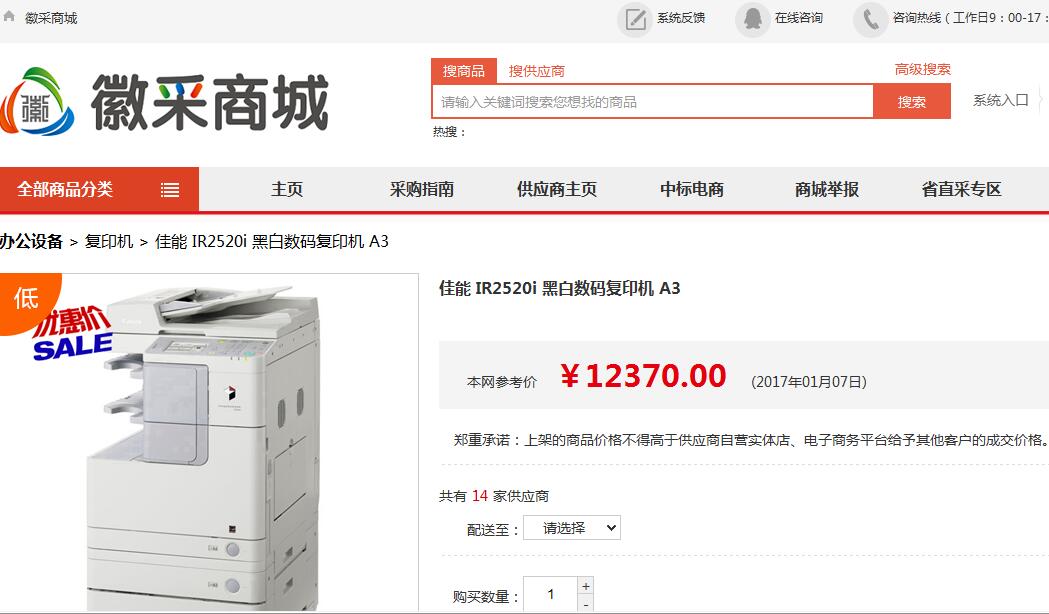 徽采商城
系统反馈
在线咨询
咨询热线（工作日9：00-17：
徽
徽采商城
搜商品 搜供应商 高级搜索
请输入关键词搜索您想找的商品 搜索 系统入口
热搜：
全部商品分类 主页 采购指南 供应商主页 中标电商 商城举报 省直采专区
办公设备 > 复印机 > 佳能 IR2520i 黑白数码复印机 A3
低
优惠价
SALE
佳能 IR2520i 黑白数码复印机 A3
本网参考价 ￥12370.00 (2017年01月07日)
郑重承诺：上架的商品价格不得高于供应商自营实体店、电子商务平台给予其他客户的成交价格。
共有 14 家供应商
配送至： 请选择
购买数量： 1 + -